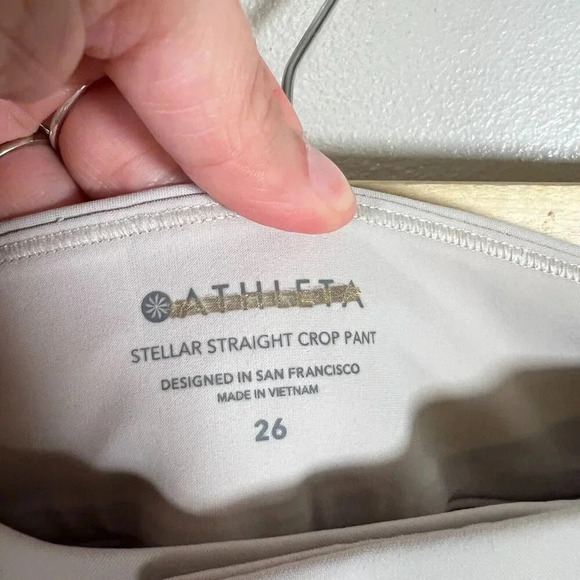 ATHLETA
STELLAR STRAIGHT CROP PANT
DESIGNED IN SAN FRANCISCO
MADE IN VIETNAM
26